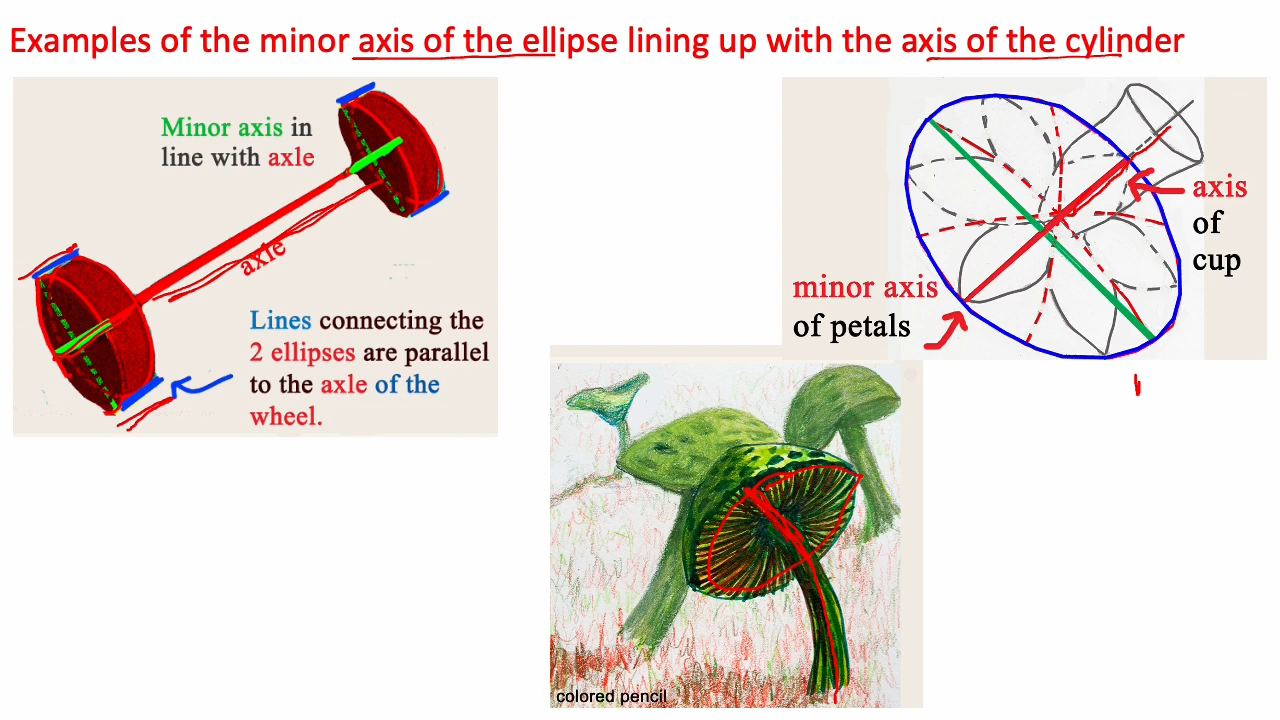 Examples of the minor axis of the ellipse lining up with the axis of the cylinder
Minor axis in
line with axle
axle
Lines connecting the
2 ellipses are parallel
to the axle of the
wheel.
axis
of
cup
minor axis
of petals
colored pencil